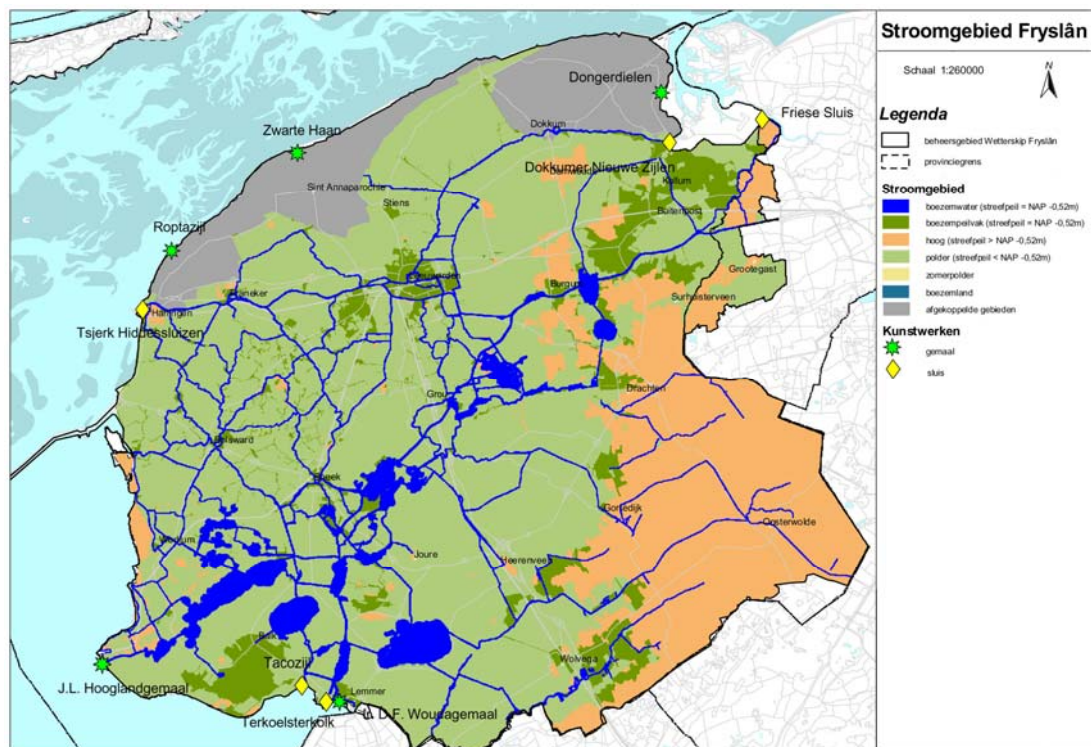 Stroomgebied Fryslân
Schaal 1:260000
N
Legenda
beheersgebied Wetterskip Fryslân
provinciegrens
Stroomgebied
boezemwater (streefpeil = NAP -0,52m)
boezempeilvak (streefpeil = NAP -0,52m)
hoog (streefpeil > NAP -0,52m)
polder (streefpeil < NAP -0,52m)
zomerpolder
boezemland
afgekoppelde gebieden
Kunstwerken
gemaal
sluis
Dongerdielen
Friese Sluis
Zwarte Haan
Dokkum
Dokkumer Nieuwe Zijlen
Kollum
Sint Annaparochie
Stiens
Buitenpost
Roptazijl
Leeuwarden
Grootegast
Burgum
Surhuisterveen
Franeker
Harlingen
Tsjerk Hiddessluizen
Drachten
Grou
Bolsward
Sneek
Gorredijk
Oosterwolde
Workum
Joure
Heerenveen
Balk
Wolvega
Tacozijl
J.L. Hooglandgemaal
Lemmer
Ir. D.F. Woudagemaal
Terkoelsterkolk